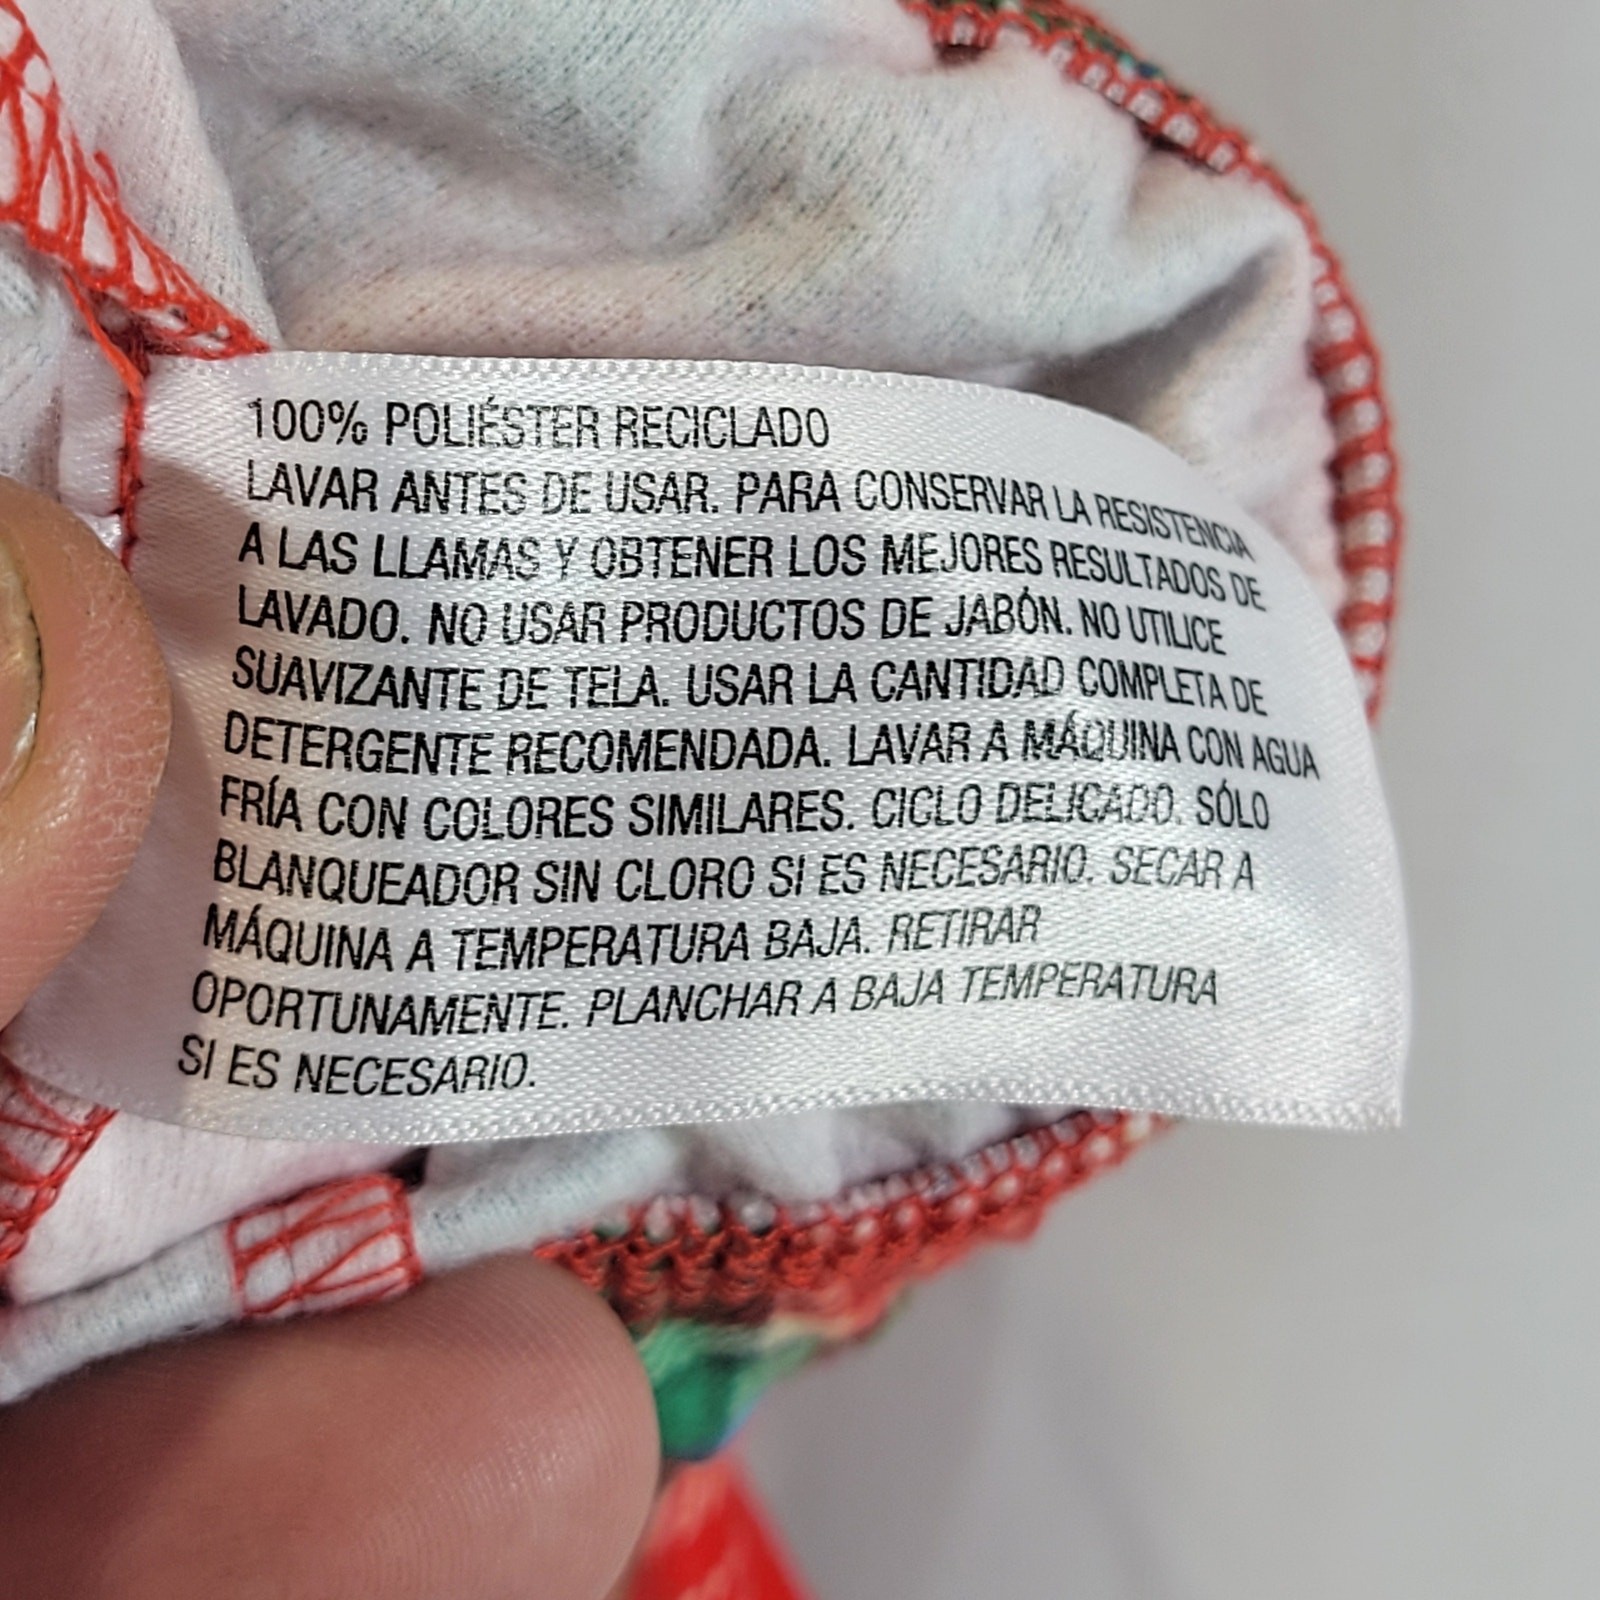 100% POLIÉSTER RECICLADO
LAVAR ANTES DE USAR. PARA CONSERVAR LA RESISTENCIA
A LAS LLAMAS Y OBTENER LOS MEJORES RESULTADOS DE
LAVADO. NO USAR PRODUCTOS DE JABÓN. NO UTILICE
SUAVIZANTE DE TELA. USAR LA CANTIDAD COMPLETA DE
DETERGENTE RECOMENDADA. LAVAR A MÁQUINA CON AGUA
FRÍA CON COLORES SIMILARES. CICLO DELICADO. SÓLO
BLANQUEADOR SIN CLORO SI ES NECESARIO. SECAR A
MÁQUINA A TEMPERATURA BAJA. RETIRAR
OPORTUNAMENTE. PLANCHAR A BAJA TEMPERATURA
SI ES NECESARIO.